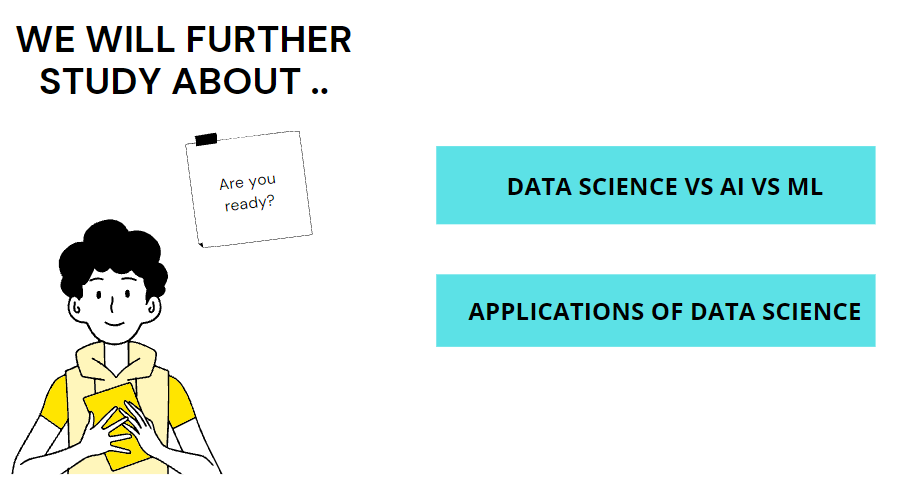 WE WILL FURTHER
STUDY ABOUT ..
Are you
ready?
DATA SCIENCE VS AI VS ML
APPLICATIONS OF DATA SCIENCE